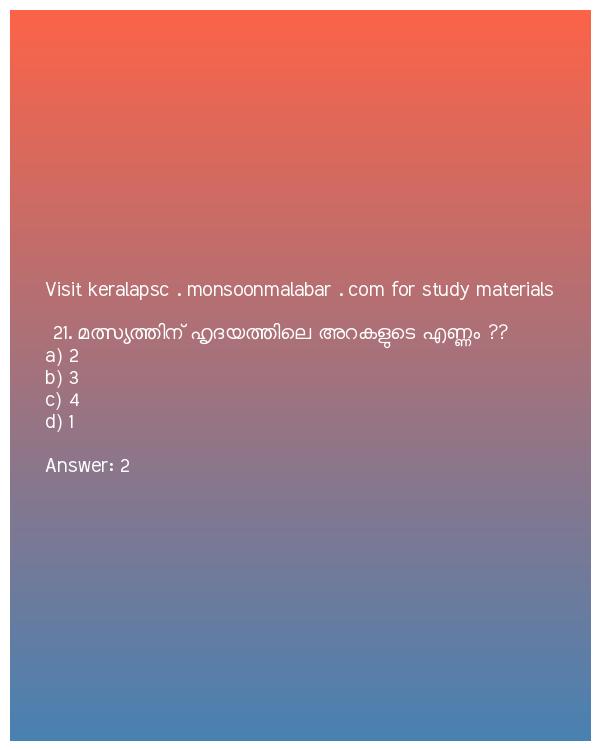 Visit keralapsc . monsoonmalabar . com for study materials
21. മത്സ്യത്തിന് ഹൃദയത്തിലെ അറകളുടെ എണ്ണം ??
a) 2
b) 3
c) 4
d) 1
Answer: 2